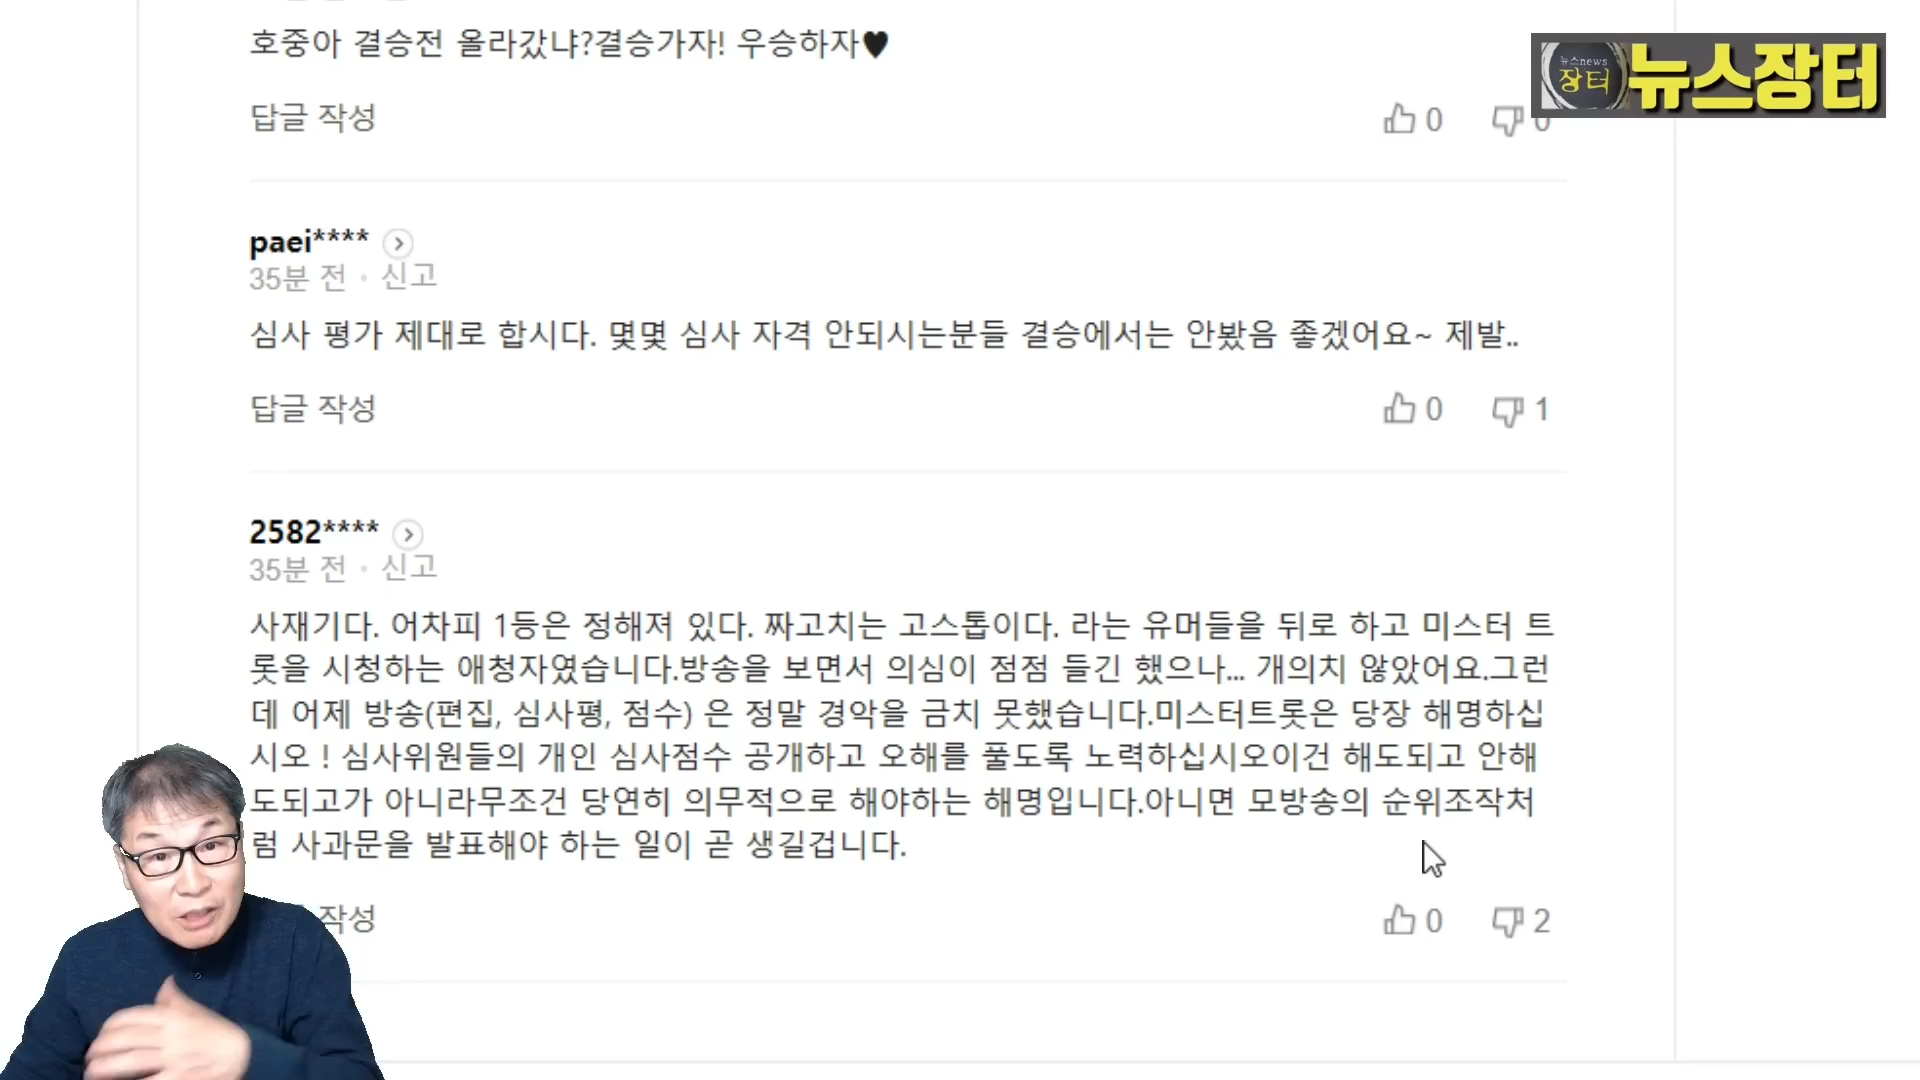 호중아 결승전 올라갔냐?결승가자! 우승하자♥
뉴스news
장터
뉴스장터
답글 작성
0
0
paei****
35분 전 · 신고
심사 평가 제대로 합시다. 몇몇 심사 자격 안되시는분들 결승에서는 안봤음 좋겠어요~ 제발..
답글 작성
0
1
2582****
35분 전 · 신고
사재기다. 어차피 1등은 정해져 있다. 짜고치는 고스톱이다. 라는 유머들을 뒤로 하고 미스터 트
롯을 시청하는 애청자였습니다.방송을 보면서 의심이 점점 들긴 했으나... 개의치 않았어요.그런
데 어제 방송(편집, 심사평, 점수) 은 정말 경악을 금치 못했습니다.미스터트롯은 당장 해명하십
시오 ! 심사위원들의 개인 심사점수 공개하고 오해를 풀도록 노력하십시오이건 해도되고 안해
도되고가 아니라무조건 당연히 의무적으로 해야하는 해명입니다.아니면 모방송의 순위조작처
럼 사과문을 발표해야 하는 일이 곧 생길겁니다.
작성
0
2